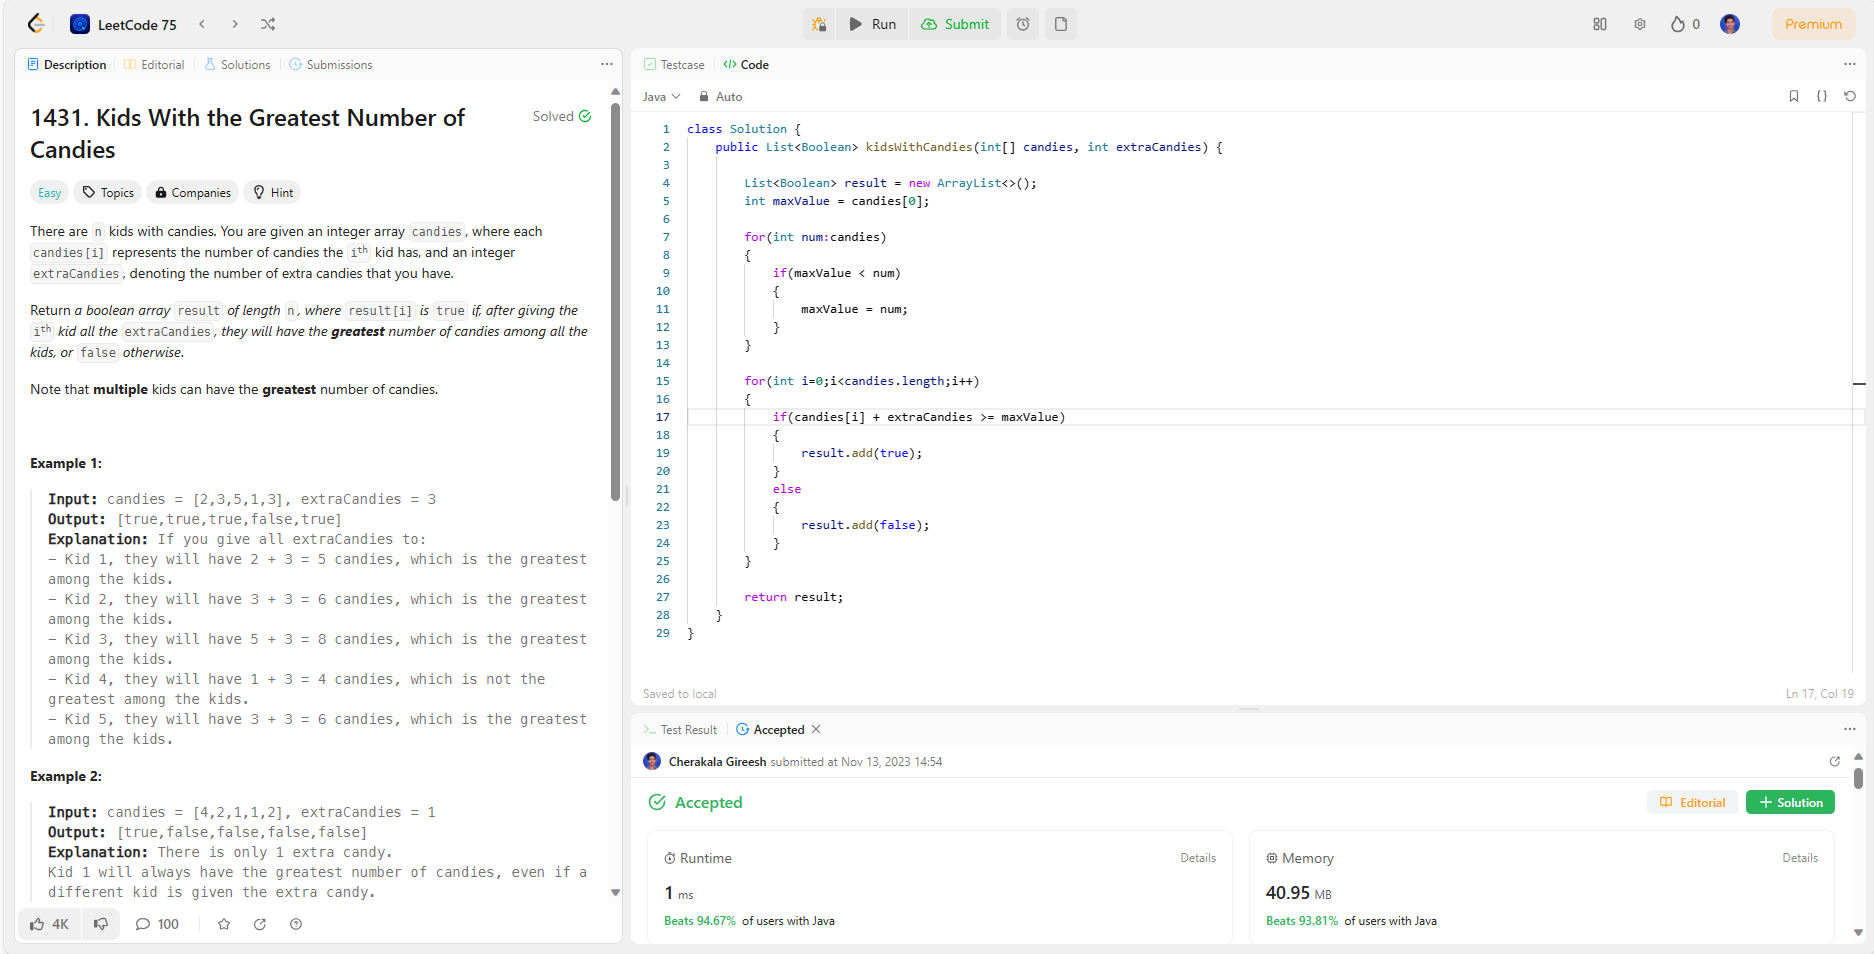 LeetCode 75
Run
Submit
0
Premium
Description
Editorial
Solutions
Submissions
1431. Kids With the Greatest Number of
Candies
Solved
Easy
Topics
Companies
Hint
There are n kids with candies. You are given an integer array candies, where each
candies[i] represents the number of candies the ith kid has, and an integer
extraCandies, denoting the number of extra candies that you have.
Return a boolean array result of length n, where result[i] is true if, after giving the
ith kid all the extraCandies, they will have the greatest number of candies among all the
kids, or false otherwise.
Note that multiple kids can have the greatest number of candies.
Example 1:
Input: candies = [2,3,5,1,3], extraCandies = 3
Output: [true,true,true,false,true]
Explanation: If you give all extraCandies to:
- Kid 1, they will have 2 + 3 = 5 candies, which is the greatest
among the kids.
- Kid 2, they will have 3 + 3 = 6 candies, which is the greatest
among the kids.
- Kid 3, they will have 5 + 3 = 8 candies, which is the greatest
among the kids.
- Kid 4, they will have 1 + 3 = 4 candies, which is not the
greatest among the kids.
- Kid 5, they will have 3 + 3 = 6 candies, which is the greatest
among the kids.
Example 2:
Input: candies = [4,2,1,1,2], extraCandies = 1
Output: [true,false,false,false,false]
Explanation: There is only 1 extra candy.
Kid 1 will always have the greatest number of candies, even if a
different kid is given the extra candy.
4K
100
Testcase
</> Code
Java
Auto
{}
1 class Solution {
2 public List<Boolean> kidsWithCandies(int[] candies, int extraCandies) {
3
4 List<Boolean> result = new ArrayList<>();
5 int maxValue = candies[0];
6
7 for(int num:candies)
8 {
9 if(maxValue < num)
10 {
11 maxValue = num;
12 }
13 }
14
15 for(int i=0;i<candies.length;i++)
16 {
17 if(candies[i] + extraCandies >= maxValue)
18 {
19 result.add(true);
20 }
21 else
22 {
23 result.add(false);
24 }
25 }
26
27 return result;
28 }
29 }
Saved to local
Ln 17, Col 19
Test Result
Accepted
Cherakala Gireesh submitted at Nov 13, 2023 14:54
Accepted
Editorial
+ Solution
Runtime
Details
1 ms
Beats 94.67% of users with Java
Memory
Details
40.95 MB
Beats 93.81% of users with Java